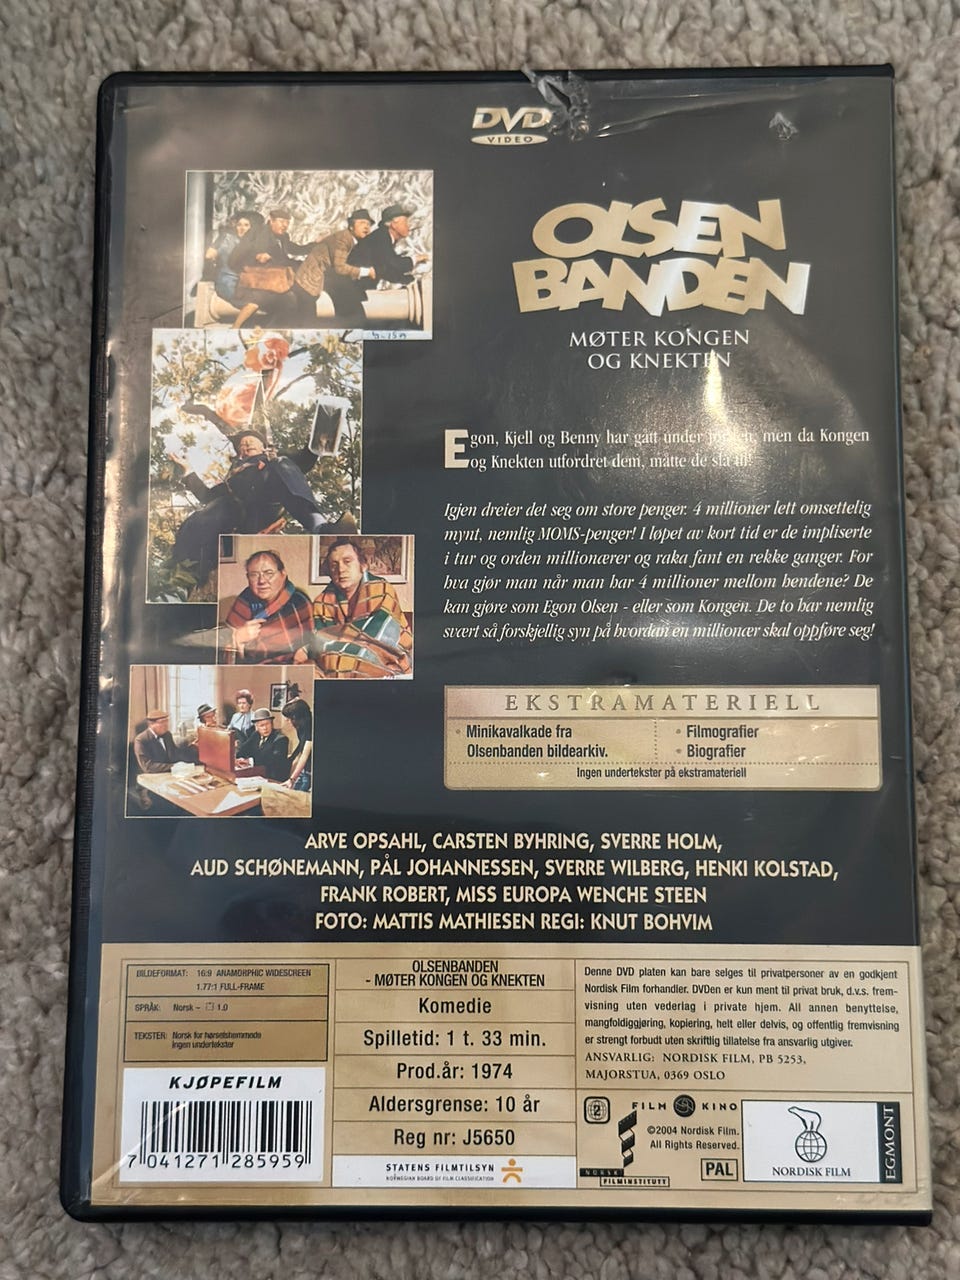 DVD
VIDEO
OLSEN
BANDEN
MØTER KONGEN
OG KNEKTEN
Egon, Kjell og Benny har gått under men da Kongen
og Knekten utfordret dem, måtte de slå til!
Igjen dreier det seg om store penger. 4 millioner lett omsettelig
mynt, nemlig MOMS-penger! I løpet av kort tid er de impliserte
i tur og orden millionærer og raka fant en rekke ganger. For
hva gjør man når man har 4 millioner mellom hendene? De
kan gjøre som Egon Olsen - eller som Kongen. De to har nemlig
svært så forskjellig syn på hvordan en millionær skal oppføre seg!
EKSTRAMATERIELL
• Minikavalkade fra
Olsenbanden bildearkiv.
• Filmografier
• Biografier
Ingen undertekster på ekstramateriell
ARVE OPSAHL, CARSTEN BYHRING, SVERRE HOLM,
AUD SCHØNEMANN, PÅL JOHANNESSEN, SVERRE WILBERG, HENKI KOLSTAD,
FRANK ROBERT, MISS EUROPA WENCHE STEEN
FOTO: MATTIS MATHIESEN REGI: KNUT BOHVIM
BILDEFORMAT: 16:9 ANAMORPHIC WIDESCREEN
1.77:1 FULL-FRAME
SPRÅK: Norsk - 1.0
TEKSTER: Norsk for hørselshemmede
Ingen undertekster
KJØPEFILM
7 041271 285959
OLSENBANDEN
- MØTER KONGEN OG KNEKTEN
Komedie
Spilletid: 1 t. 33 min.
Prod.år: 1974
Aldersgrense: 10 år
Reg nr: J5650
STATENS FILMTILSYN
NORWEGIAN BOARD OF FILM CLASSIFICATION
Denne DVD platen kan bare selges til privatpersoner av en godkjent
Nordisk Film forhandler. DVDen er kun ment til privat bruk, d.v.s. frem-
visning uten vederlag i private hjem. All annen benyttelse,
mangfoldiggjøring, kopiering, helt eller delvis, og offentlig fremvisning
er strengt forbudt uten skriftlig tillatelse fra ansvarlig utgiver.
ANSVARLIG: NORDISK FILM, PB 5253,
MAJORSTUA, 0369 OSLO
2
FILM KINO
©2004 Nordisk Film.
All Rights Reserved.
NORSK
FILMINSTITUTT
PAL
NORDISK FILM
EGMONT